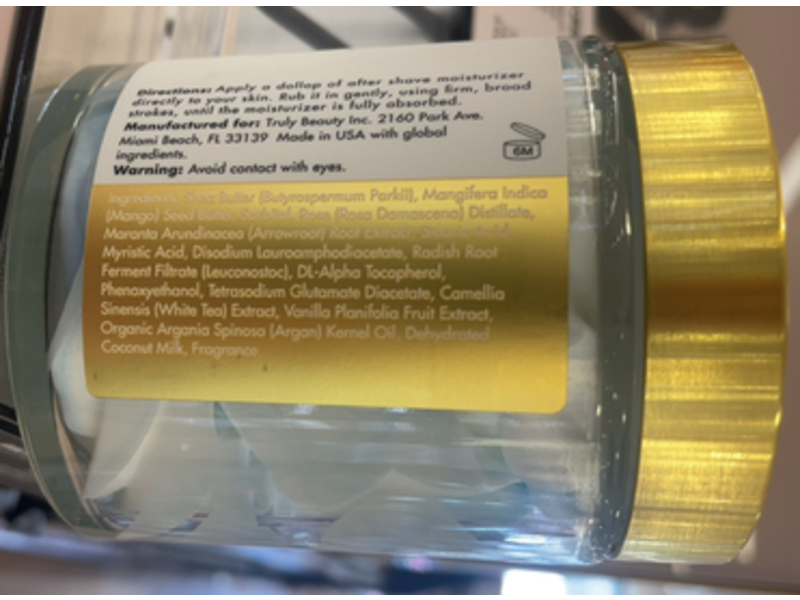 Directions: Apply a dollop of after shave moisturizer
directly to your skin. Rub it in gently, using firm, broad
strokes, until the moisturizer is fully absorbed.
Manufactured for: Truly Beauty Inc. 2160 Park Ave.
Miami Beach, FL 33139 Made in USA with global
ingredients.
Warning: Avoid contact with eyes.
6M
Ingredients: Shea Butter (Butyrospermum Parkii), Mangifera Indica
(Mango) Seed Butter, Sorbitol, Rose (Rosa Damascena) Distillate,
Maranta Arundinacea (Arrowroot) Root Extract, Stearic Acid,
Myristic Acid, Disodium Lauroamphodiacetate, Radish Root
Ferment Filtrate (Leuconostoc), DL-Alpha Tocopherol,
Phenoxyethanol, Tetrasodium Glutamate Diacetate, Camellia
Sinensis (White Tea) Extract, Vanilla Planifolia Fruit Extract,
Organic Argania Spinosa (Argan) Kernel Oil, Dehydrated
Coconut Milk, Fragrance